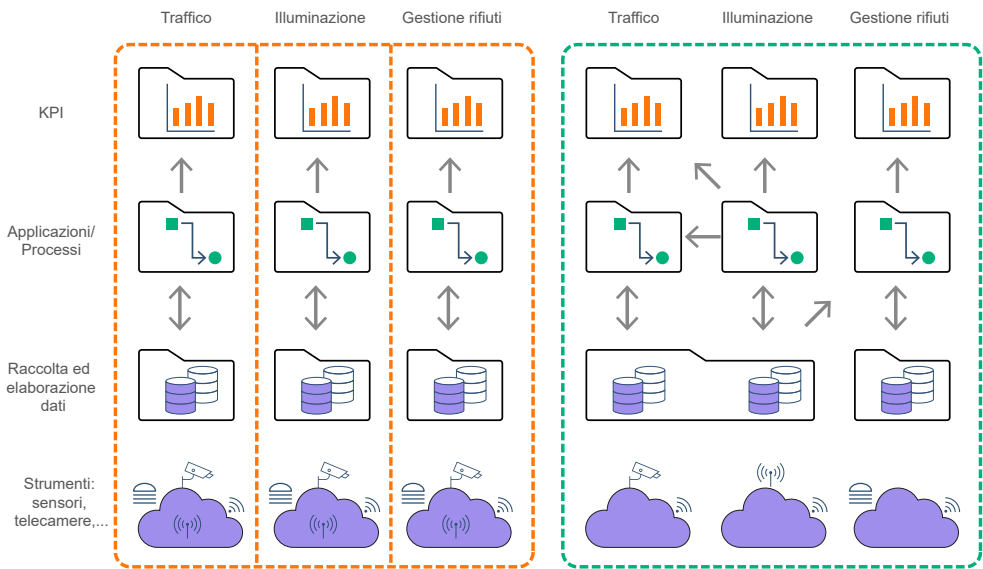 Traffico
Illuminazione
Gestione rifiuti
Traffico
Illuminazione
Gestione rifiuti
KPI
Applicazioni/
Processi
Raccolta ed
elaborazione
dati
Strumenti:
sensori,
telecamere,...